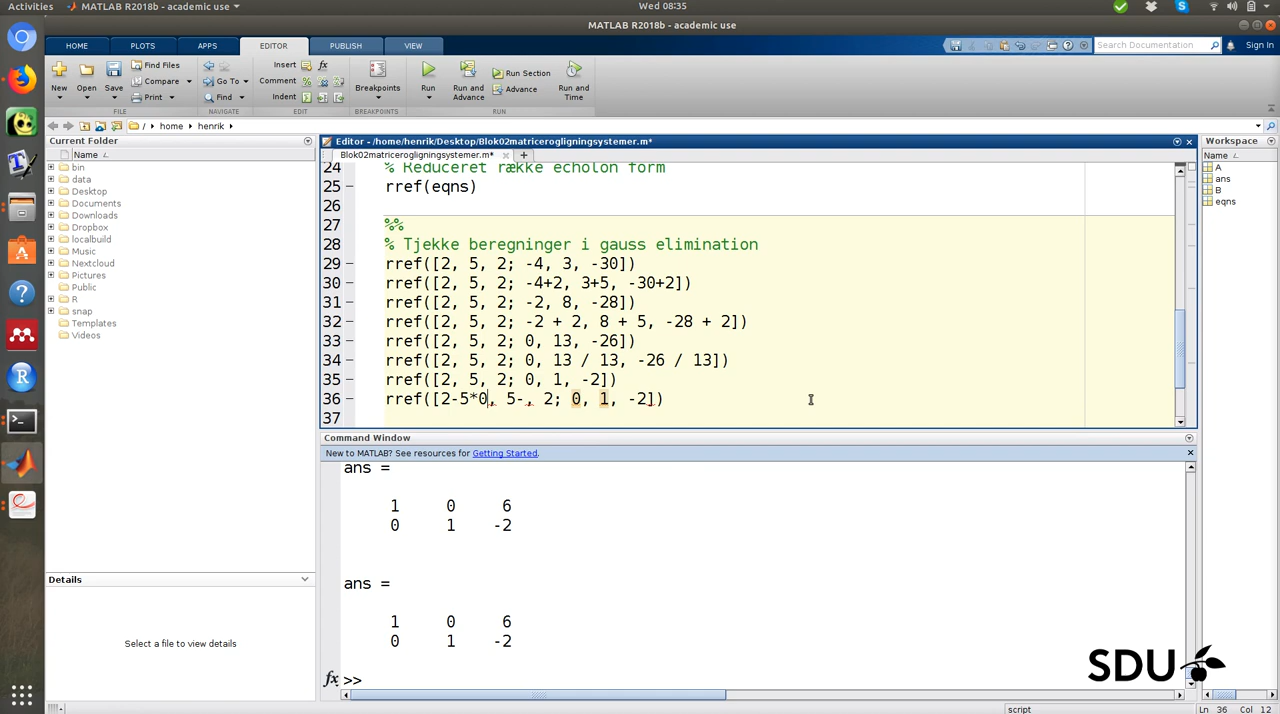 Activities MATLAB R2018b - academic use Wed 08:35
MATLAB R2018b - academic use
HOME PLOTS APPS EDITOR PUBLISH VIEW Search Documentation Sign In
New Open Save Find Files Compare Print Go To Find Insert fx Comment Indent Breakpoints Run Run and Advance Run Section Advance Run and Time
FILE NAVIGATE EDIT BREAKPOINTS RUN
/ home henrik
Current Folder
Name
bin
data
Desktop
Documents
Downloads
Dropbox
localbuild
Music
Nextcloud
Pictures
Public
R
snap
Templates
Videos
Details
Select a file to view details
Editor - /home/henrik/Desktop/Blok02matricerogligningsystemer.m*
Blok02matricerogligningsystemer.m*
24 % Reduceret række echolon form
25 rref(eqns)
26
27 %%
28 % Tjekke beregninger i gauss elimination
29 rref([2, 5, 2; -4, 3, -30])
30 rref([2, 5, 2; -4+2, 3+5, -30+2])
31 rref([2, 5, 2; -2, 8, -28])
32 rref([2, 5, 2; -2 + 2, 8 + 5, -28 + 2])
33 rref([2, 5, 2; 0, 13, -26])
34 rref([2, 5, 2; 0, 13 / 13, -26 / 13])
35 rref([2, 5, 2; 0, 1, -2])
36 rref([2-5*0, 5-, 2; 0, 1, -2])
37
Command Window
New to MATLAB? See resources for Getting Started.
ans =
1 0 6
0 1 -2
ans =
1 0 6
0 1 -2
fx >>
Workspace
Name
A
ans
B
eqns
SDU
script Ln 36 Col 12